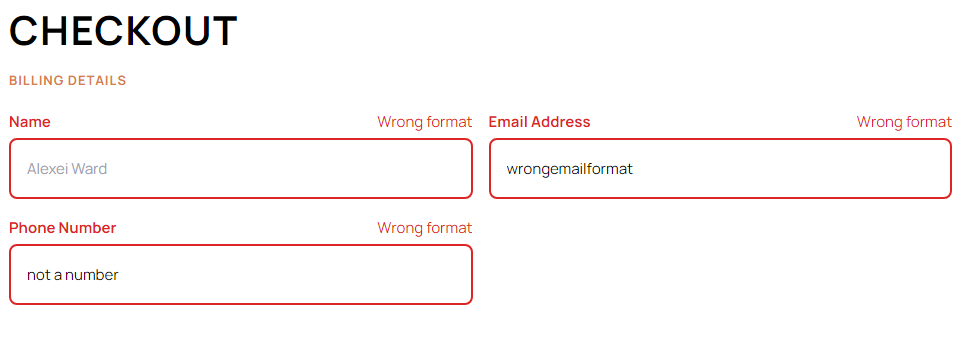 CHECKOUT
BILLING DETAILS
Name Wrong format Email Address Wrong format
Alexei Ward wrongemailformat
Phone Number Wrong format
not a number